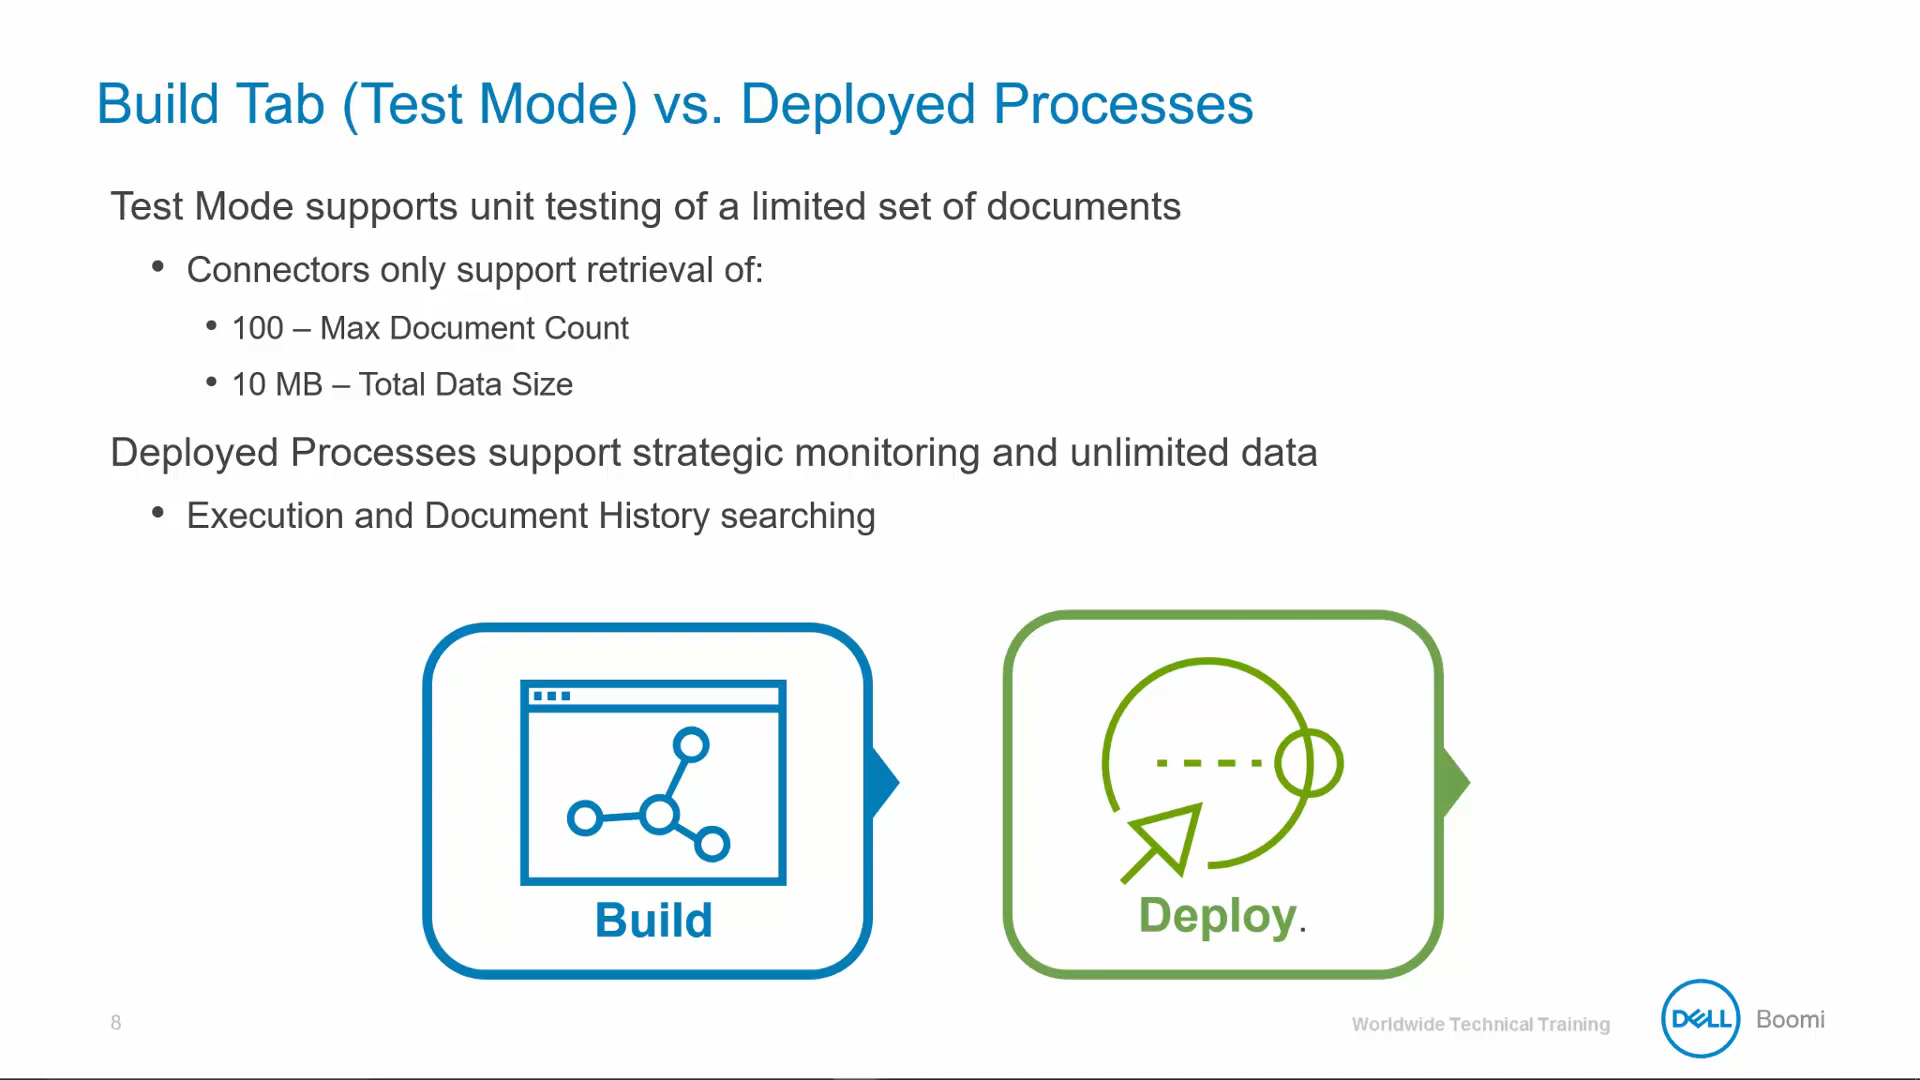 Build Tab (Test Mode) vs. Deployed Processes
Test Mode supports unit testing of a limited set of documents
• Connectors only support retrieval of:
• 100 – Max Document Count
• 10 MB – Total Data Size
Deployed Processes support strategic monitoring and unlimited data
• Execution and Document History searching
Build
Deploy.
8
Worldwide Technical Training
DELL Boomi